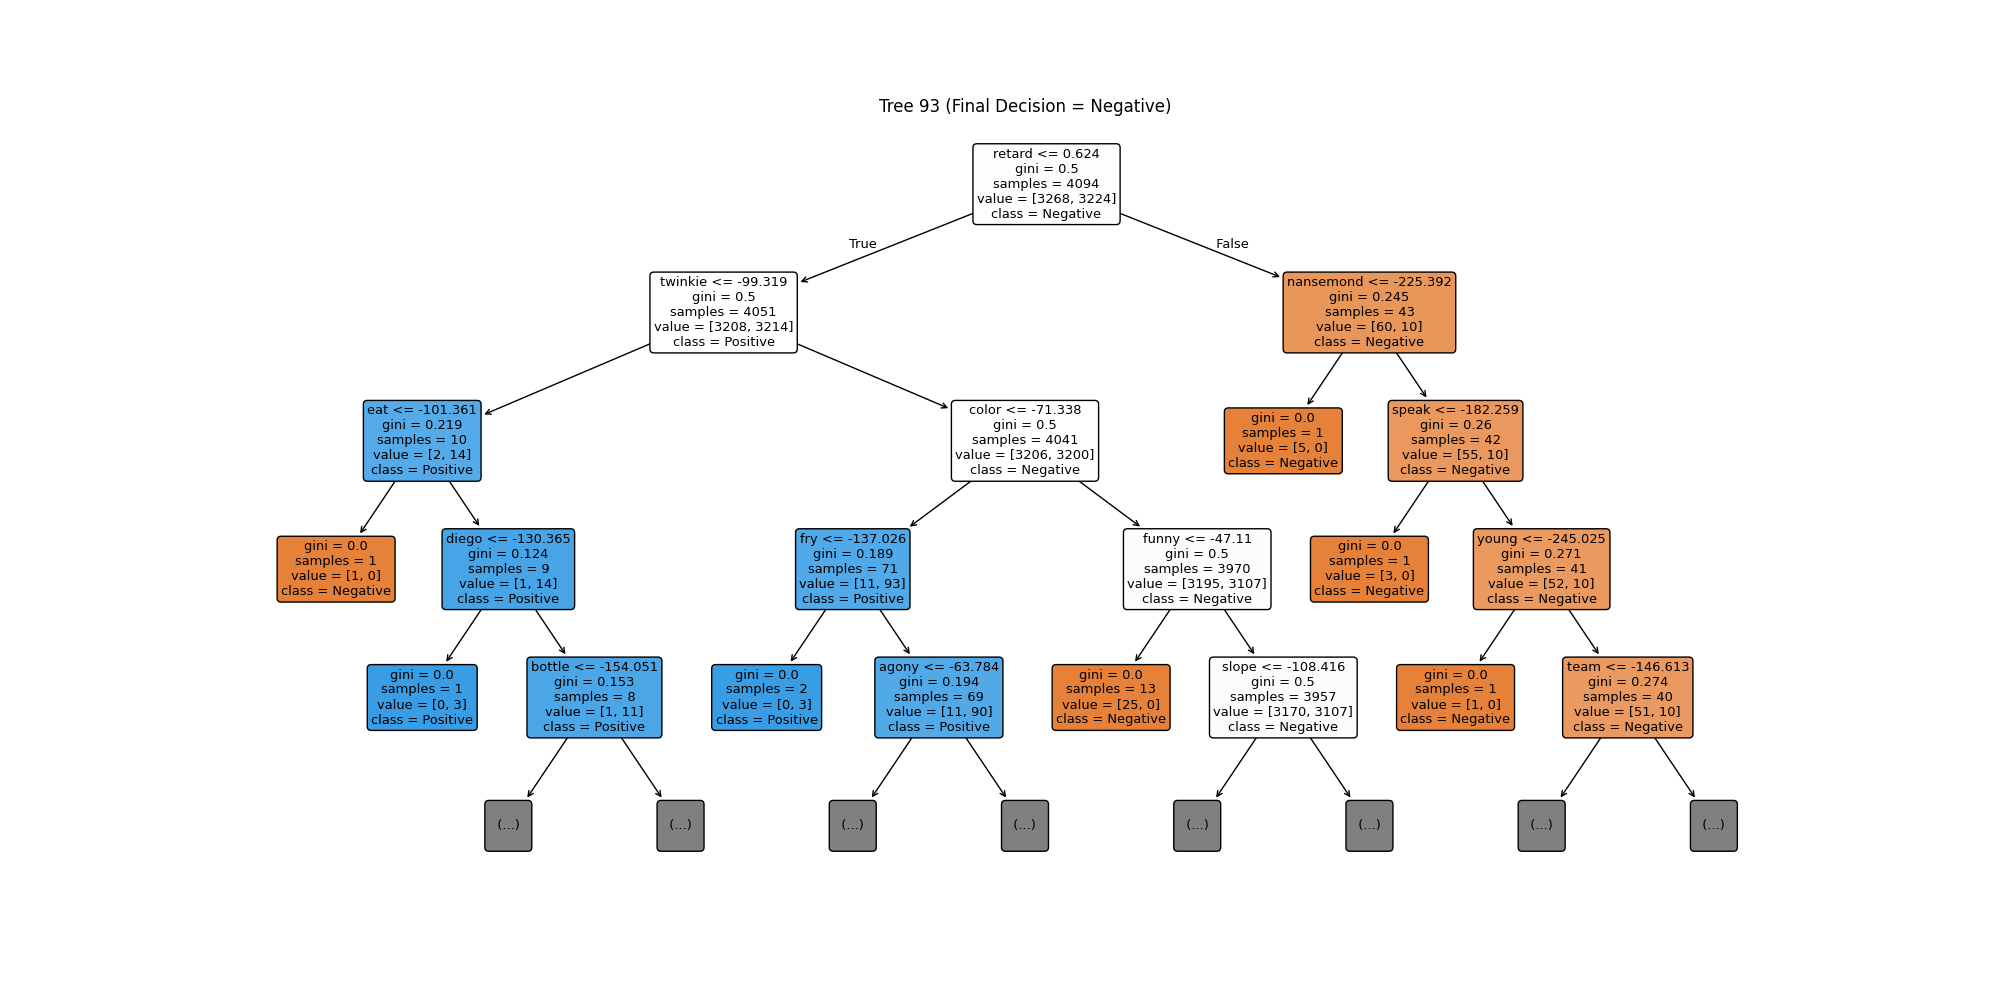 Tree 93 (Final Decision = Negative)
retard <= 0.624
gini = 0.5
samples = 4094
value = [3268, 3224]
class = Negative
True
False
twinkie <= -99.319
gini = 0.5
samples = 4051
value = [3208, 3214]
class = Positive
nansemond <= -225.392
gini = 0.245
samples = 43
value = [60, 10]
class = Negative
eat <= -101.361
gini = 0.219
samples = 10
value = [2, 14]
class = Positive
color <= -71.338
gini = 0.5
samples = 4041
value = [3206, 3200]
class = Negative
gini = 0.0
samples = 1
value = [5, 0]
class = Negative
speak <= -182.259
gini = 0.26
samples = 42
value = [55, 10]
class = Negative
gini = 0.0
samples = 1
value = [1, 0]
class = Negative
diego <= -130.365
gini = 0.124
samples = 9
value = [1, 14]
class = Positive
fry <= -137.026
gini = 0.189
samples = 71
value = [11, 93]
class = Positive
funny <= -47.11
gini = 0.5
samples = 3970
value = [3195, 3107]
class = Negative
gini = 0.0
samples = 1
value = [3, 0]
class = Negative
young <= -245.025
gini = 0.271
samples = 41
value = [52, 10]
class = Negative
gini = 0.0
samples = 1
value = [0, 3]
class = Positive
bottle <= -154.051
gini = 0.153
samples = 8
value = [1, 11]
class = Positive
gini = 0.0
samples = 2
value = [0, 3]
class = Positive
agony <= -63.784
gini = 0.194
samples = 69
value = [11, 90]
class = Positive
gini = 0.0
samples = 13
value = [25, 0]
class = Negative
slope <= -108.416
gini = 0.5
samples = 3957
value = [3170, 3107]
class = Negative
gini = 0.0
samples = 1
value = [1, 0]
class = Negative
team <= -146.613
gini = 0.274
samples = 40
value = [51, 10]
class = Negative
(...)
(...)
(...)
(...)
(...)
(...)
(...)
(...)